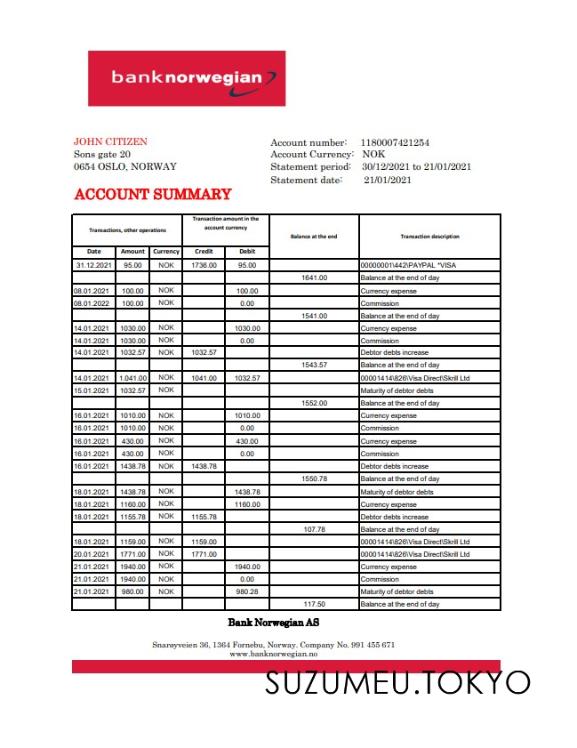 banknorwegian
JOHN CITIZEN
Sons gate 20
0654 OSLO, NORWAY
Account number: 1180007421254
Account Currency: NOK
Statement period: 30/12/2021 to 21/01/2021
Statement date: 21/01/2021
ACCOUNT SUMMARY
Transactions, other operations Transaction amount in the account currency Balance at the end Transaction description
Date Amount Currency Credit Debit
31.12.2021 95.00 NOK 1736.00 95.00 00000001\442\PAYPAL *VISA
1641.00 Balance at the end of day
08.01.2021 100.00 NOK 100.00 Currency expense
08.01.2022 100.00 NOK 0.00 Commission
1541.00 Balance at the end of day
14.01.2021 1030.00 NOK 1030.00 Currency expense
14.01.2021 1030.00 NOK 0.00 Commission
14.01.2021 1032.57 NOK 1032.57 Debtor debts increase
1543.57 Balance at the end of day
14.01.2021 1.041.00 NOK 1041.00 1032.57 00001414\826\Visa Direct\Skrill Ltd
15.01.2021 1032.57 NOK Maturity of debtor debts
1552.00 Balance at the end of day
16.01.2021 1010.00 NOK 1010.00 Currency expense
16.01.2021 1010.00 NOK 0.00 Commission
16.01.2021 430.00 NOK 430.00 Currency expense
16.01.2021 430.00 NOK 0.00 Commission
16.01.2021 1438.78 NOK 1438.78 Debtor debts increase
1550.78 Balance at the end of day
18.01.2021 1438.78 NOK 1438.78 Maturity of debtor debts
18.01.2021 1160.00 NOK 1160.00 Currency expense
18.01.2021 1155.78 NOK 1155.78 Debtor debts increase
107.78 Balance at the end of day
18.01.2021 1159.00 NOK 1159.00 00001414\826\Visa Direct\Skrill Ltd
20.01.2021 1771.00 NOK 1771.00 00001414\826\Visa Direct\Skrill Ltd
21.01.2021 1940.00 NOK 1940.00 Currency expense
21.01.2021 1940.00 NOK 0.00 Commission
21.01.2021 980.00 NOK 980.28 Maturity of debtor debts
117.50 Balance at the end of day
Bank Norwegian AS
Snarøyveien 36, 1364 Fornebu, Norway. Company No. 991 455 671
www.banknorwegian.no
SUZUMEU.TOKYO